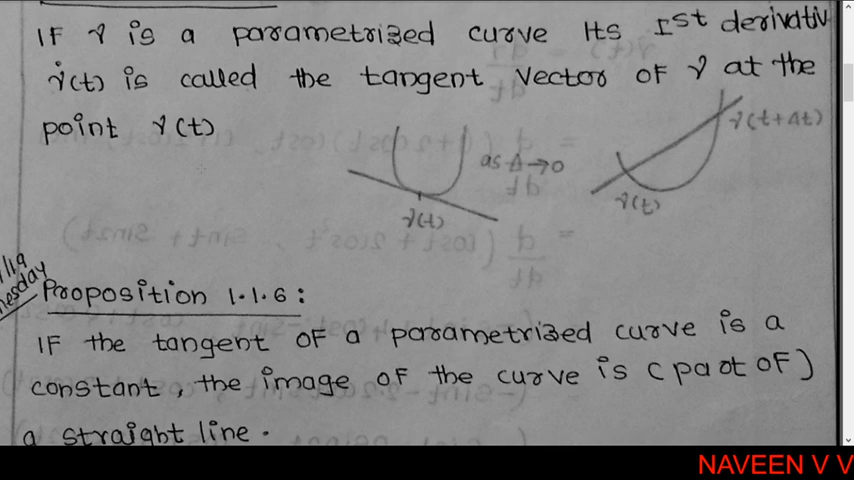 IF γ is a parametrized curve Its Ist derivativ
γ̇(t) is called the tangent vector OF γ at the
point γ(t)
as Δ→0
γ(t+Δt)
γ(t)
γ(t)
Proposition 1.1.6:
IF the tangent OF a parametrized curve is a
constant, the image OF the curve is (part OF)
a straight line.
NAVEEN V V